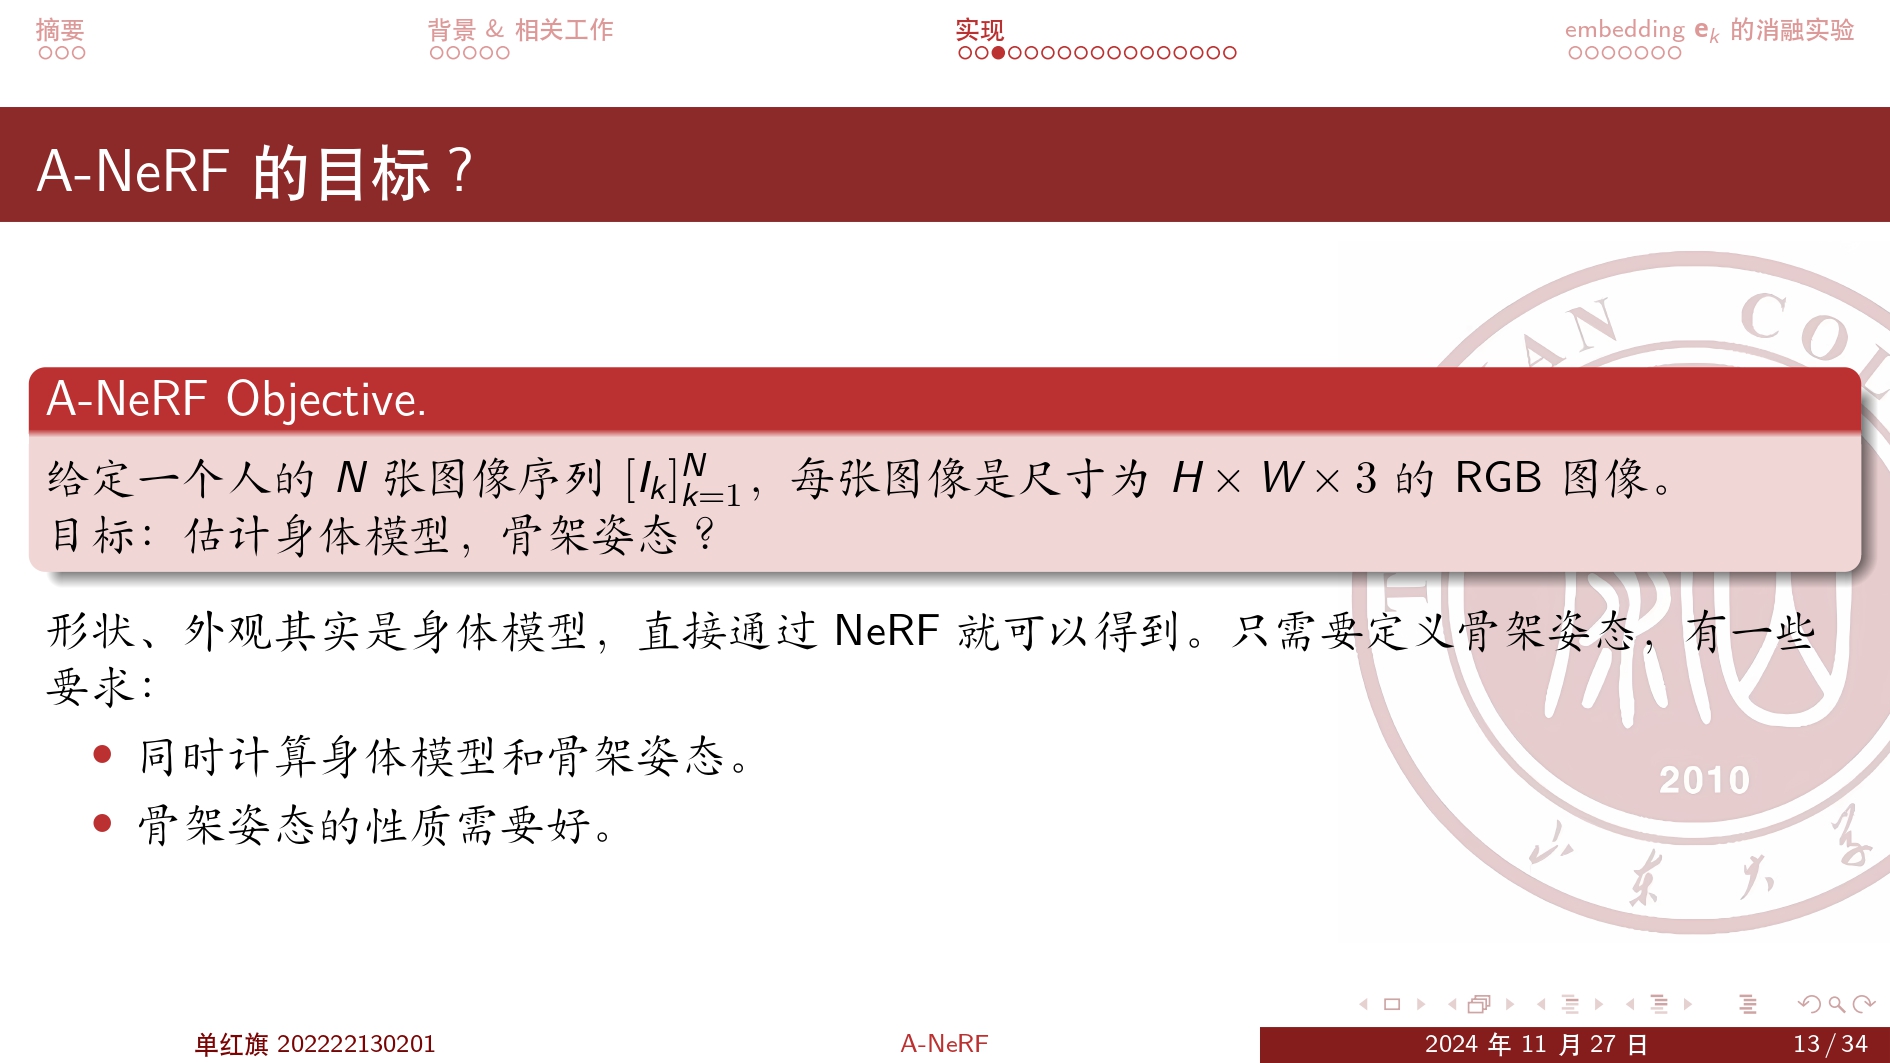 摘要
背景 & 相关工作
实现
embedding e_k 的消融实验
A-NeRF 的目标？
A-NeRF Objective.
给定一个人的 N 张图像序列 [I_k]_{k=1}^N，每张图像是尺寸为 H × W × 3 的 RGB 图像。
目标：估计身体模型，骨架姿态？
形状、外观其实是身体模型，直接通过 NeRF 就可以得到。只需要定义骨架姿态，有一些
要求：
• 同时计算身体模型和骨架姿态。
• 骨架姿态的性质需要好。
AN COL
2010
山东大学
单红旗 202222130201
A-NeRF
2024 年 11 月 27 日
13 / 34